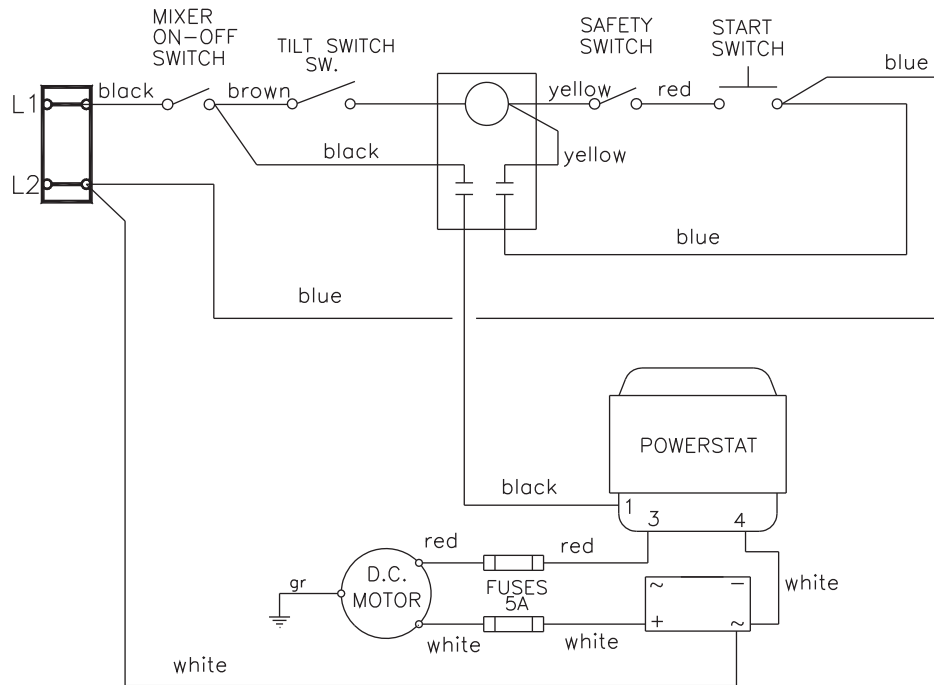 MIXER
ON-OFF
SWITCH
TILT SWITCH
SW.
SAFETY
SWITCH
START
SWITCH
blue
L1
black
brown
yellow
red
black
yellow
L2
blue
blue
POWERSTAT
black
1
3
4
red
red
D.C.
MOTOR
gr
FUSES
5A
~
-
white
+
~
white
white
white